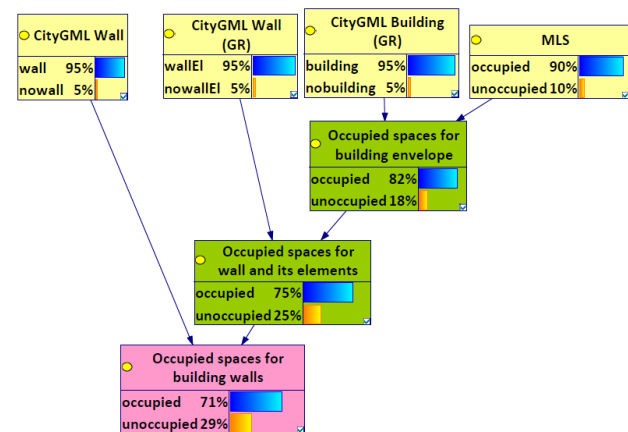 CityGML Wall
wall 95%
nowall 5%
CityGML Wall
(GR)
wallEl 95%
nowallEl 5%
CityGML Building
(GR)
building 95%
nobuilding 5%
MLS
occupied 90%
unoccupied 10%
Occupied spaces for
building envelope
occupied 82%
unoccupied 18%
Occupied spaces for
wall and its elements
occupied 75%
unoccupied 25%
Occupied spaces for
building walls
occupied 71%
unoccupied 29%